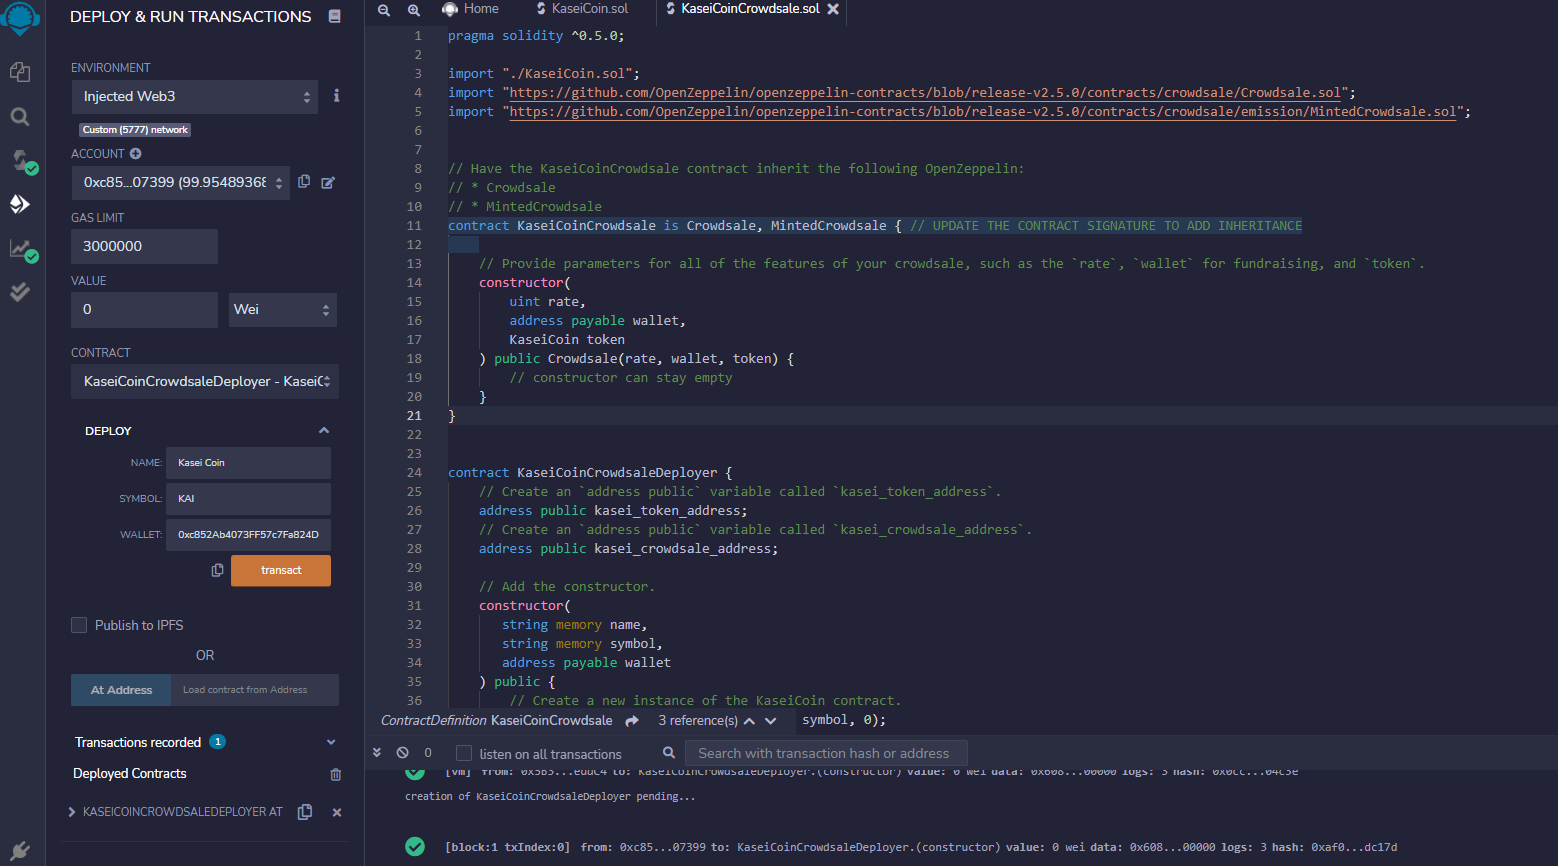 DEPLOY & RUN TRANSACTIONS
ENVIRONMENT
Injected Web3
Custom (5777) network
ACCOUNT
0xc85...07399 (99.95489368
GAS LIMIT
3000000
VALUE
0
Wei
CONTRACT
KaseiCoinCrowdsaleDeployer - KaseiC
DEPLOY
NAME: Kasei Coin
SYMBOL: KAI
WALLET: 0xc852Ab4073FF57c7Fa824D
transact
Publish to IPFS
OR
At Address Load contract from Address
Transactions recorded 1
Deployed Contracts
KASEICOINCROWDSALEDEPLOYER AT
Home KaseiCoin.sol KaseiCoinCrowdsale.sol
1 pragma solidity ^0.5.0;
2
3 import "./KaseiCoin.sol";
4 import "https://github.com/OpenZeppelin/openzeppelin-contracts/blob/release-v2.5.0/contracts/crowdsale/Crowdsale.sol";
5 import "https://github.com/OpenZeppelin/openzeppelin-contracts/blob/release-v2.5.0/contracts/crowdsale/emission/MintedCrowdsale.sol";
6
7
8 // Have the KaseiCoinCrowdsale contract inherit the following OpenZeppelin:
9 // * Crowdsale
10 // * MintedCrowdsale
11 contract KaseiCoinCrowdsale is Crowdsale, MintedCrowdsale { // UPDATE THE CONTRACT SIGNATURE TO ADD INHERITANCE
12
13 // Provide parameters for all of the features of your crowdsale, such as the `rate`, `wallet` for fundraising, and `token`.
14 constructor(
15 uint rate,
16 address payable wallet,
17 KaseiCoin token
18 ) public Crowdsale(rate, wallet, token) {
19 // constructor can stay empty
20 }
21 }
22
23
24 contract KaseiCoinCrowdsaleDeployer {
25 // Create an `address public` variable called `kasei_token_address`.
26 address public kasei_token_address;
27 // Create an `address public` variable called `kasei_crowdsale_address`.
28 address public kasei_crowdsale_address;
29
30 // Add the constructor.
31 constructor(
32 string memory name,
33 string memory symbol,
34 address payable wallet
35 ) public {
36 // Create a new instance of the KaseiCoin contract.
ContractDefinition KaseiCoinCrowdsale 3 reference(s) symbol, 0);
0 listen on all transactions Search with transaction hash or address
[vm] from: 0x5B3...eddC4 to: KaseiCoinCrowdsaleDeployer.(constructor) value: 0 wei data: 0x608...00000 logs: 3 hash: 0x0cc...04c3e
creation of KaseiCoinCrowdsaleDeployer pending...
[block:1 txIndex:0] from: 0xc85...07399 to: KaseiCoinCrowdsaleDeployer.(constructor) value: 0 wei data: 0x608...00000 logs: 3 hash: 0xaf0...dc17d